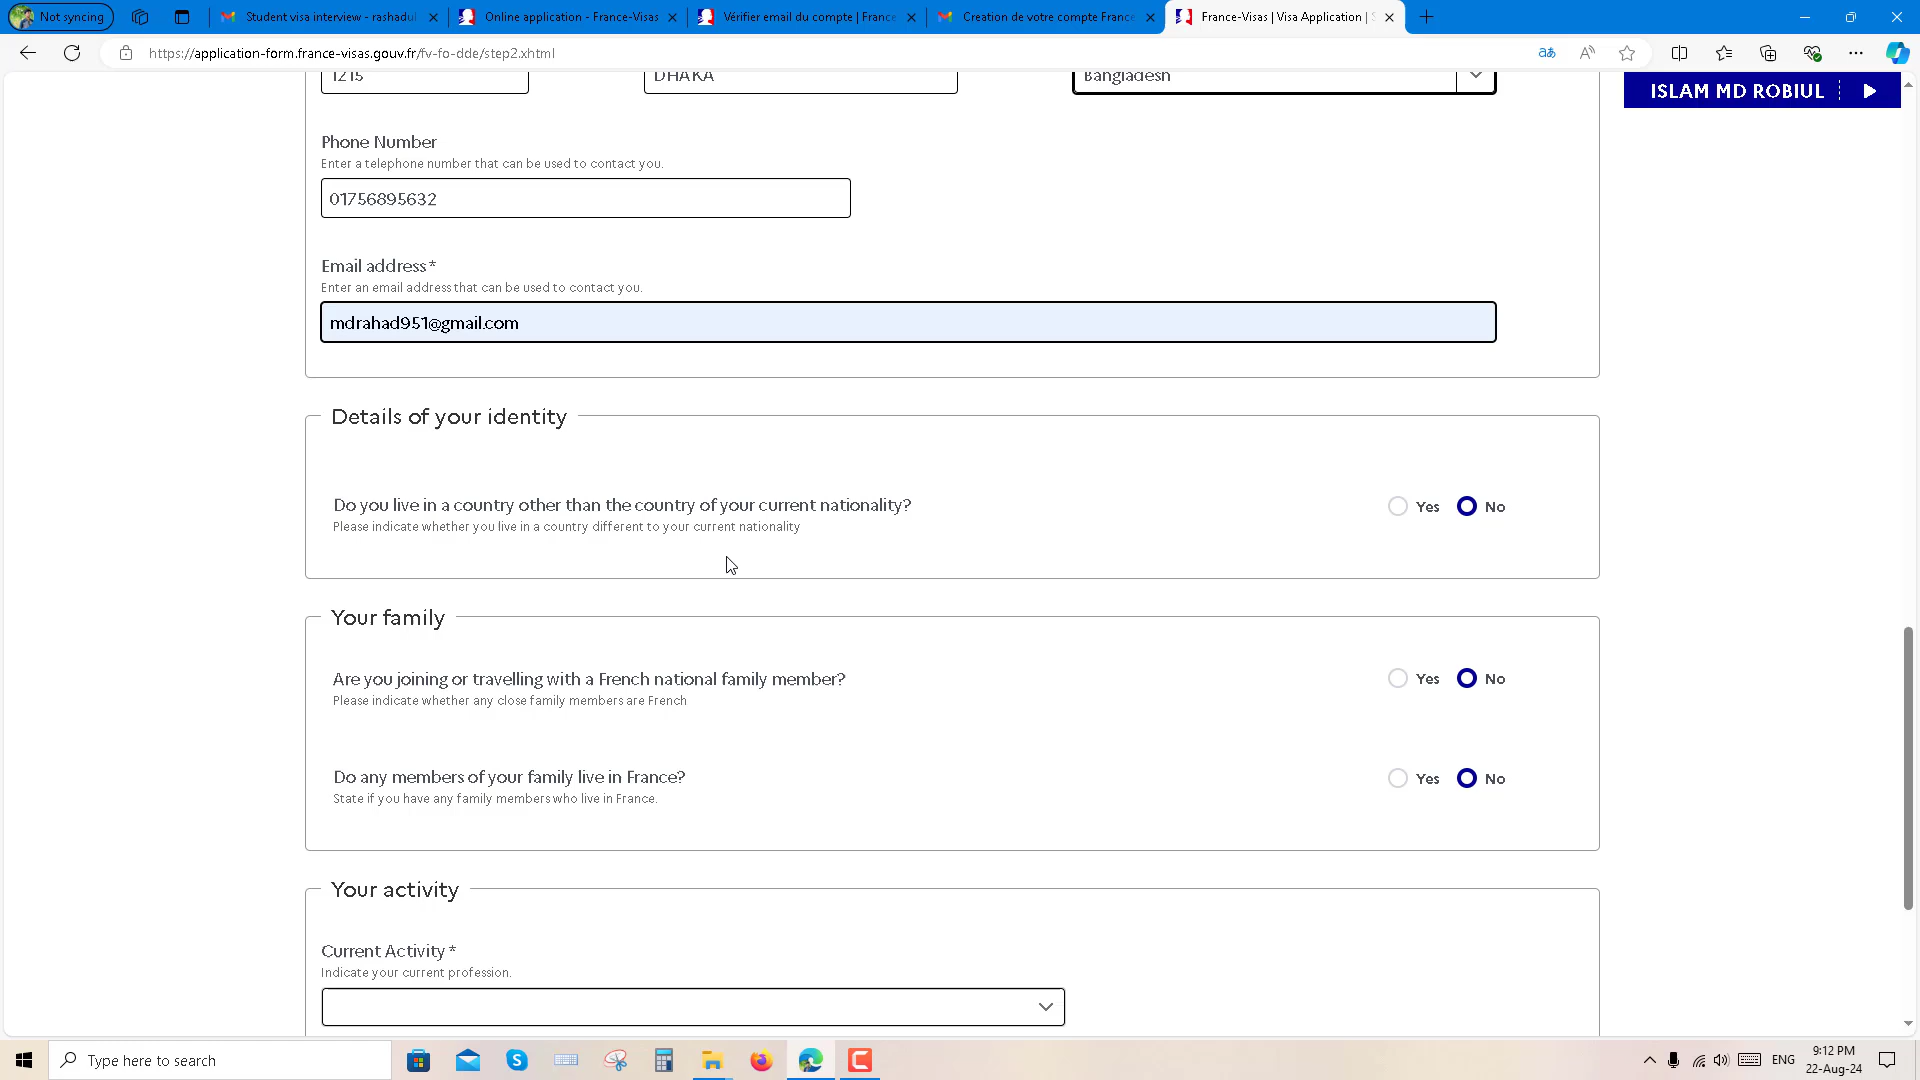 Not syncing
Student visa interview - rashadul
Online application - France-Visas
Vérifier email du compte | France
Creation de votre compte France
France-Visas | Visa Application |
https://application-form.france-visas.gouv.fr/fv-fo-dde/step2.xhtml
1215
DHAKA
Bangladesh
ISLAM MD ROBIUL
Phone Number
Enter a telephone number that can be used to contact you.
01756895632
Email address*
Enter an email address that can be used to contact you.
mdrahad951@gmail.com
Details of your identity
Do you live in a country other than the country of your current nationality?
Yes
No
Please indicate whether you live in a country different to your current nationality
Your family
Are you joining or travelling with a French national family member?
Yes
No
Please indicate whether any close family members are French
Do any members of your family live in France?
Yes
No
State if you have any family members who live in France.
Your activity
Current Activity *
Indicate your current profession.
Type here to search
ENG
9:12 PM
22-Aug-24